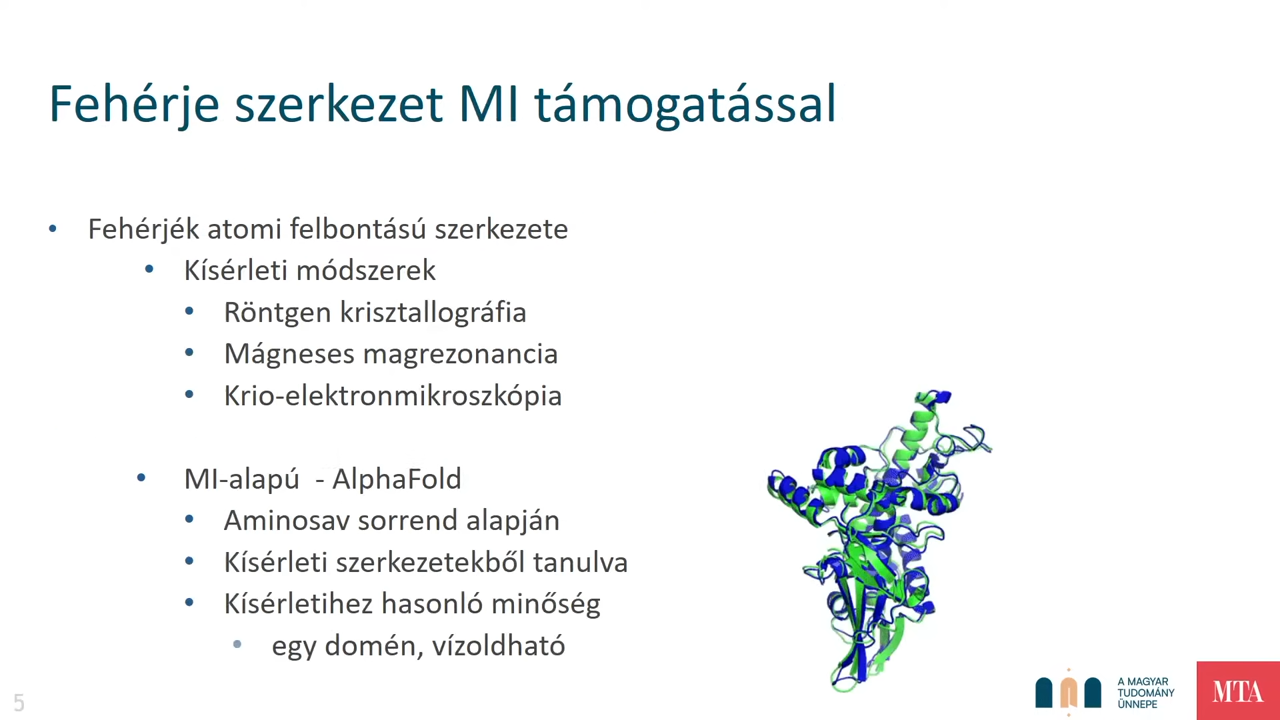 Fehérje szerkezet MI támogatással
• Fehérjék atomi felbontású szerkezete
• Kísérleti módszerek
• Röntgen krisztallográfia
• Mágneses magrezonancia
• Krio-elektronmikroszkópia
• MI-alapú - AlphaFold
• Aminosav sorrend alapján
• Kísérleti szerkezetekből tanulva
• Kísérletihez hasonló minőség
• egy domén, vízoldható
5
A MAGYAR
TUDOMÁNY
ÜNNEPE
MTA